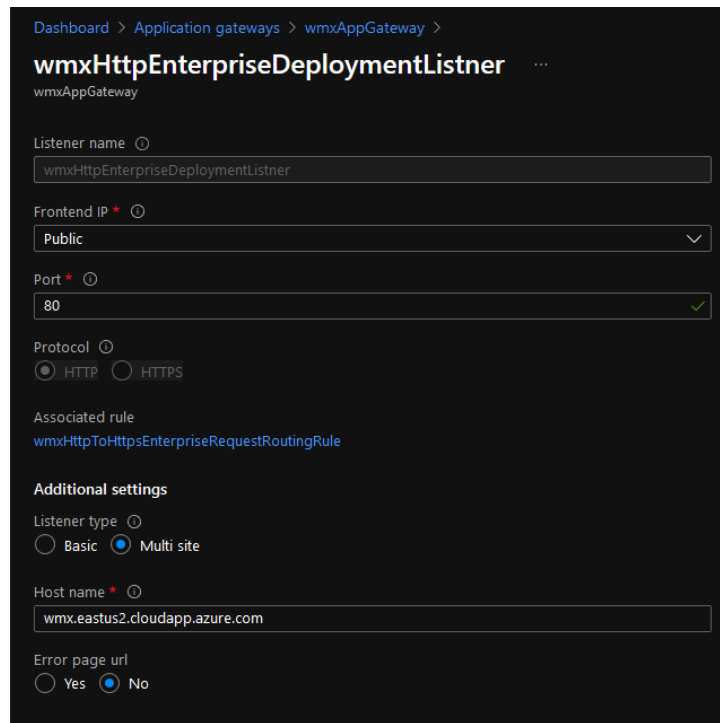 Dashboard > Application gateways > wmxAppGateway >
wmxHttpEnterpriseDeploymentListner ...
wmxAppGateway
Listener name
wmxHttpEnterpriseDeploymentListner
Frontend IP *
Public
Port *
80
Protocol
HTTP HTTPS
Associated rule
wmxHttpToHttpsEnterpriseRequestRoutingRule
Additional settings
Listener type
Basic Multi site
Host name *
wmx.eastus2.cloudapp.azure.com
Error page url
Yes No